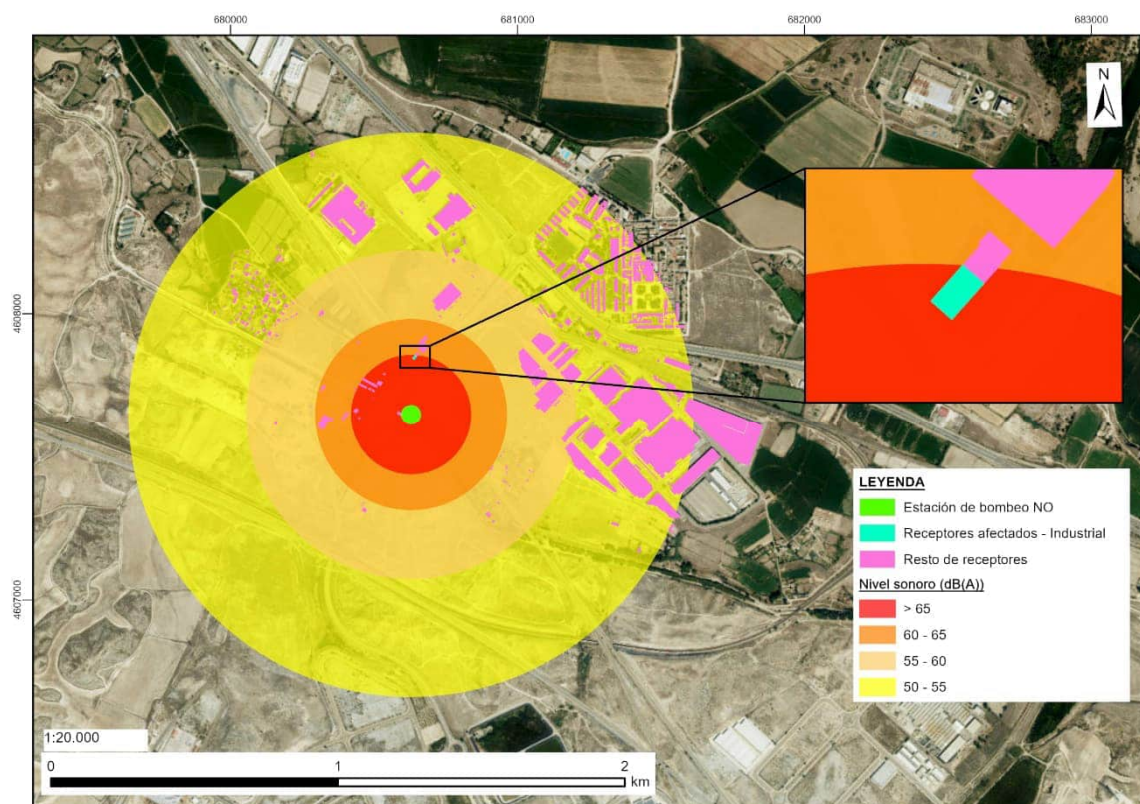 680000
681000
682000
683000
N
4608000
4607000
LEYENDA
Estación de bombeo NO
Receptores afectados - Industrial
Resto de receptores
Nivel sonoro (dB(A))
> 65
60 - 65
55 - 60
50 - 55
1:20.000
0 1 2
km